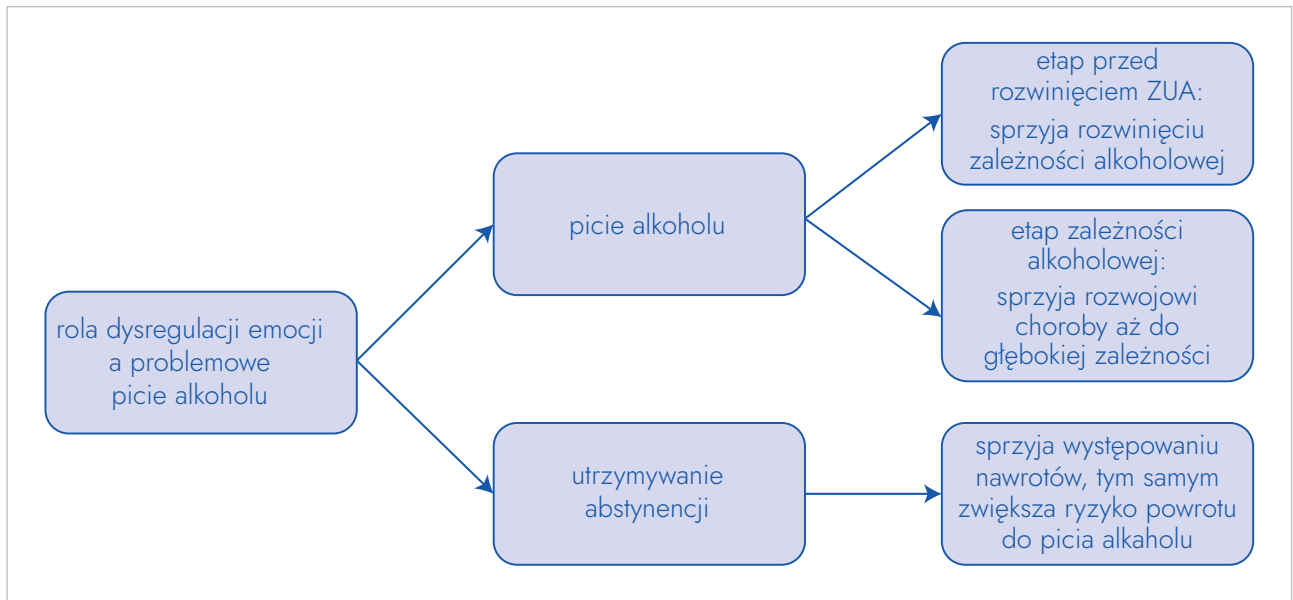 rola dysregulacji emocji
a problemowe
picie alkoholu
picie alkoholu
etap przed
rozwinięciem ZUA:
sprzyja rozwinięciu
zależności alkoholowej
etap zależności
alkoholowej:
sprzyja rozwojowi
choroby aż do
głębokiej zależności
utrzymywanie
abstynencji
sprzyja występowaniu
nawrotów, tym samym
zwiększa ryzyko powrotu
do picia alkaholu